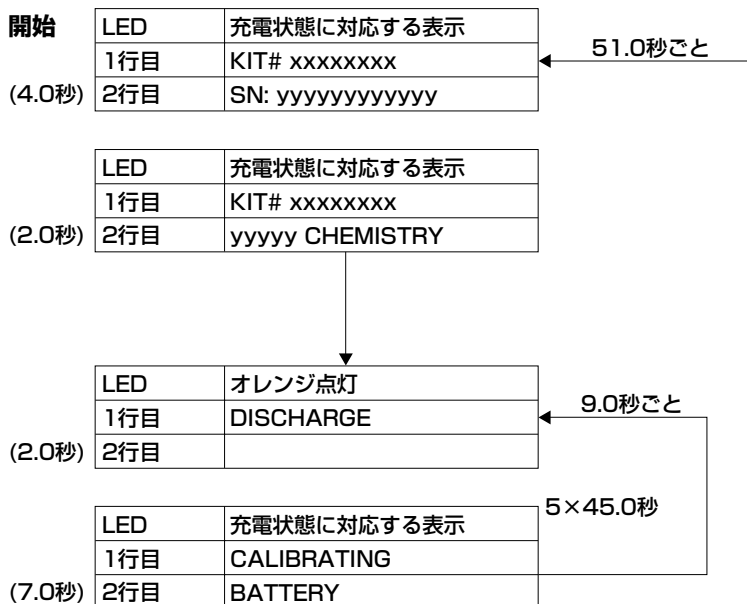 開始
LED 充電状態に対応する表示
1行目 KIT# xxxxxxxx
(4.0秒) 2行目 SN: yyyyyyyyyyyy
51.0秒ごと
LED 充電状態に対応する表示
1行目 KIT# xxxxxxxx
(2.0秒) 2行目 yyyyy CHEMISTRY
LED オレンジ点灯
1行目 DISCHARGE
(2.0秒) 2行目
9.0秒ごと
5×45.0秒
LED 充電状態に対応する表示
1行目 CALIBRATING
(7.0秒) 2行目 BATTERY